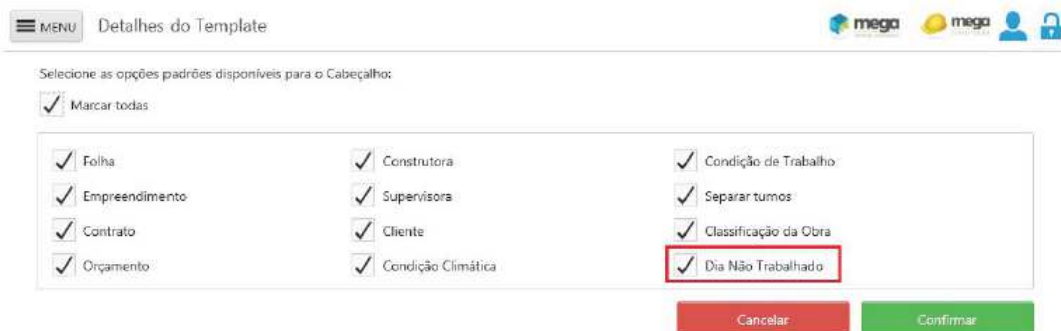 MENU Detalhes do Template mega mega
Selecione as opções padrões disponíveis para o Cabeçalho:
Marcar todas
Folha Construtora Condição de Trabalho
Empreendimento Supervisora Separar turnos
Contrato Cliente Classificação da Obra
Orçamento Condição Climática Dia Não Trabalhado
Cancelar Confirmar